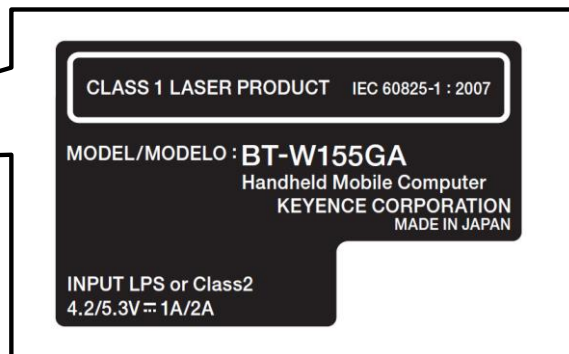 CLASS 1 LASER PRODUCT IEC 60825-1 : 2007
MODEL/MODELO : BT-W155GA
Handheld Mobile Computer
KEYENCE CORPORATION
MADE IN JAPAN
INPUT LPS or Class2
4.2/5.3V⎓1A/2A